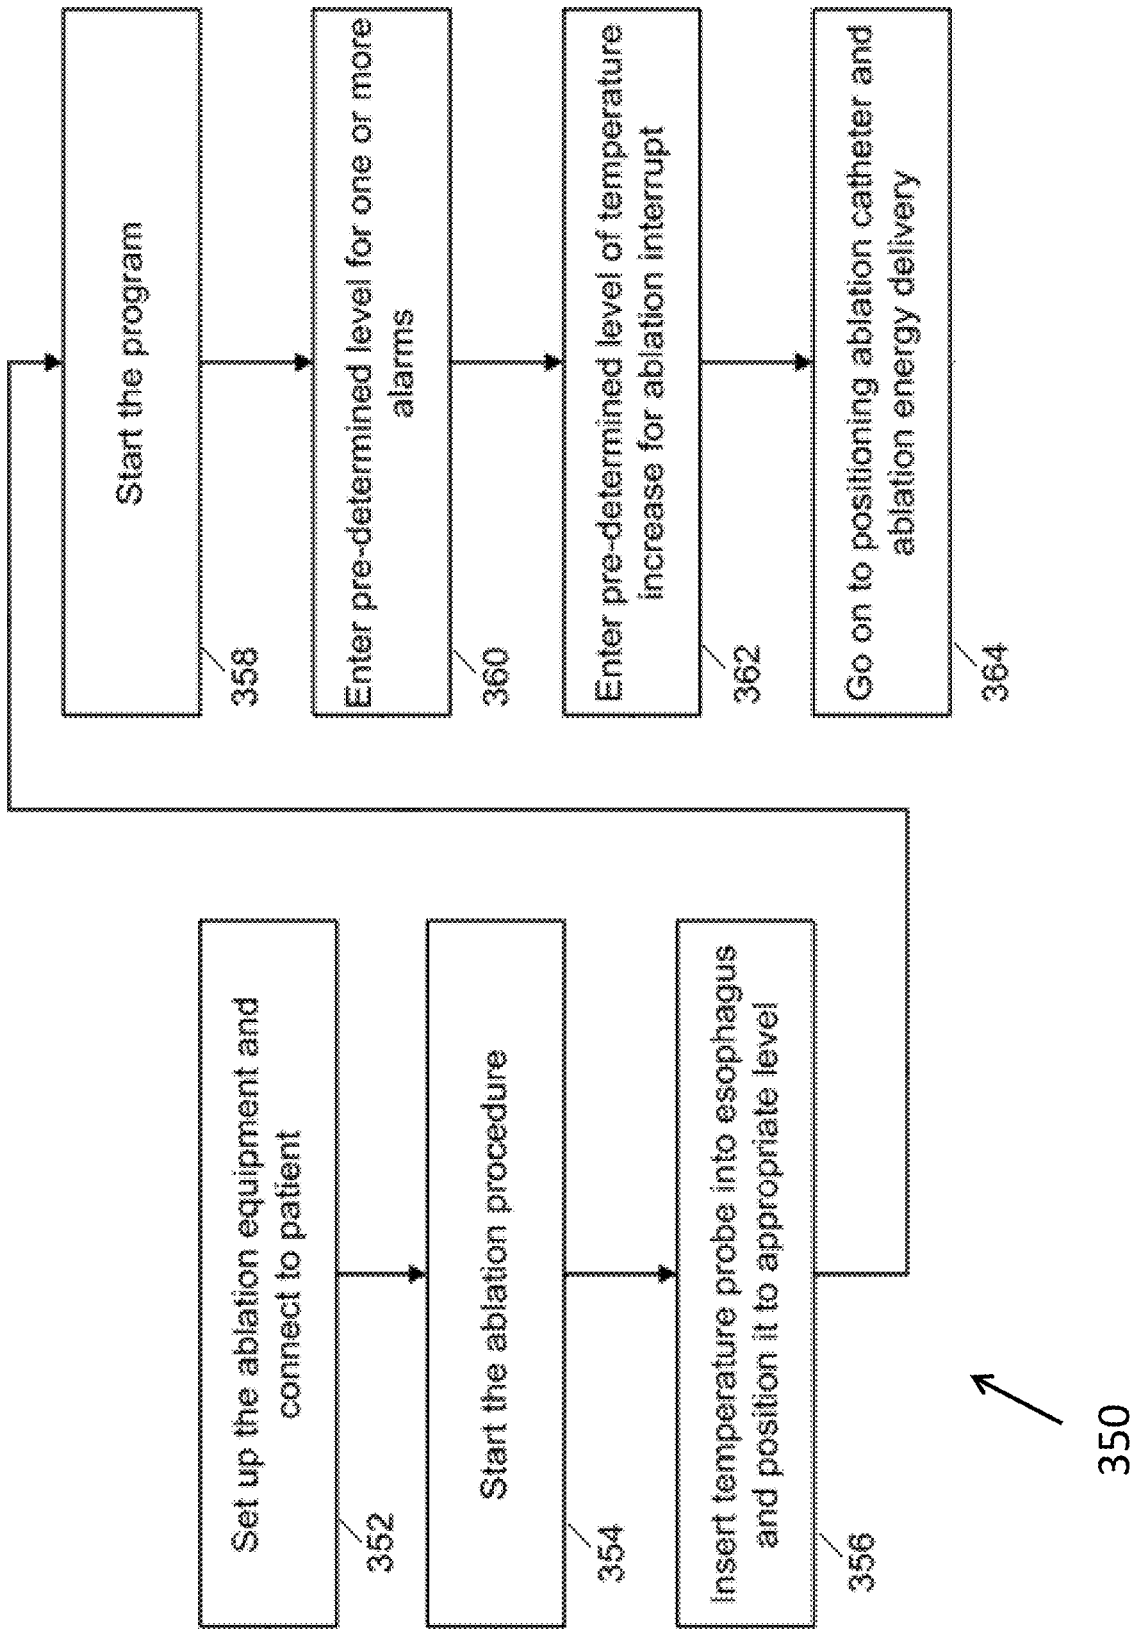 Set up the ablation equipment and
connect to patient
352
Start the ablation procedure
354
Insert temperature probe into esophagus
and position it to appropriate level
356
Start the program
358
Enter pre-determined level for one or more
alarms
360
Enter pre-determined level of temperature
increase for ablation interrupt
362
Go on to positioning ablation catheter and
ablation energy delivery
364
350